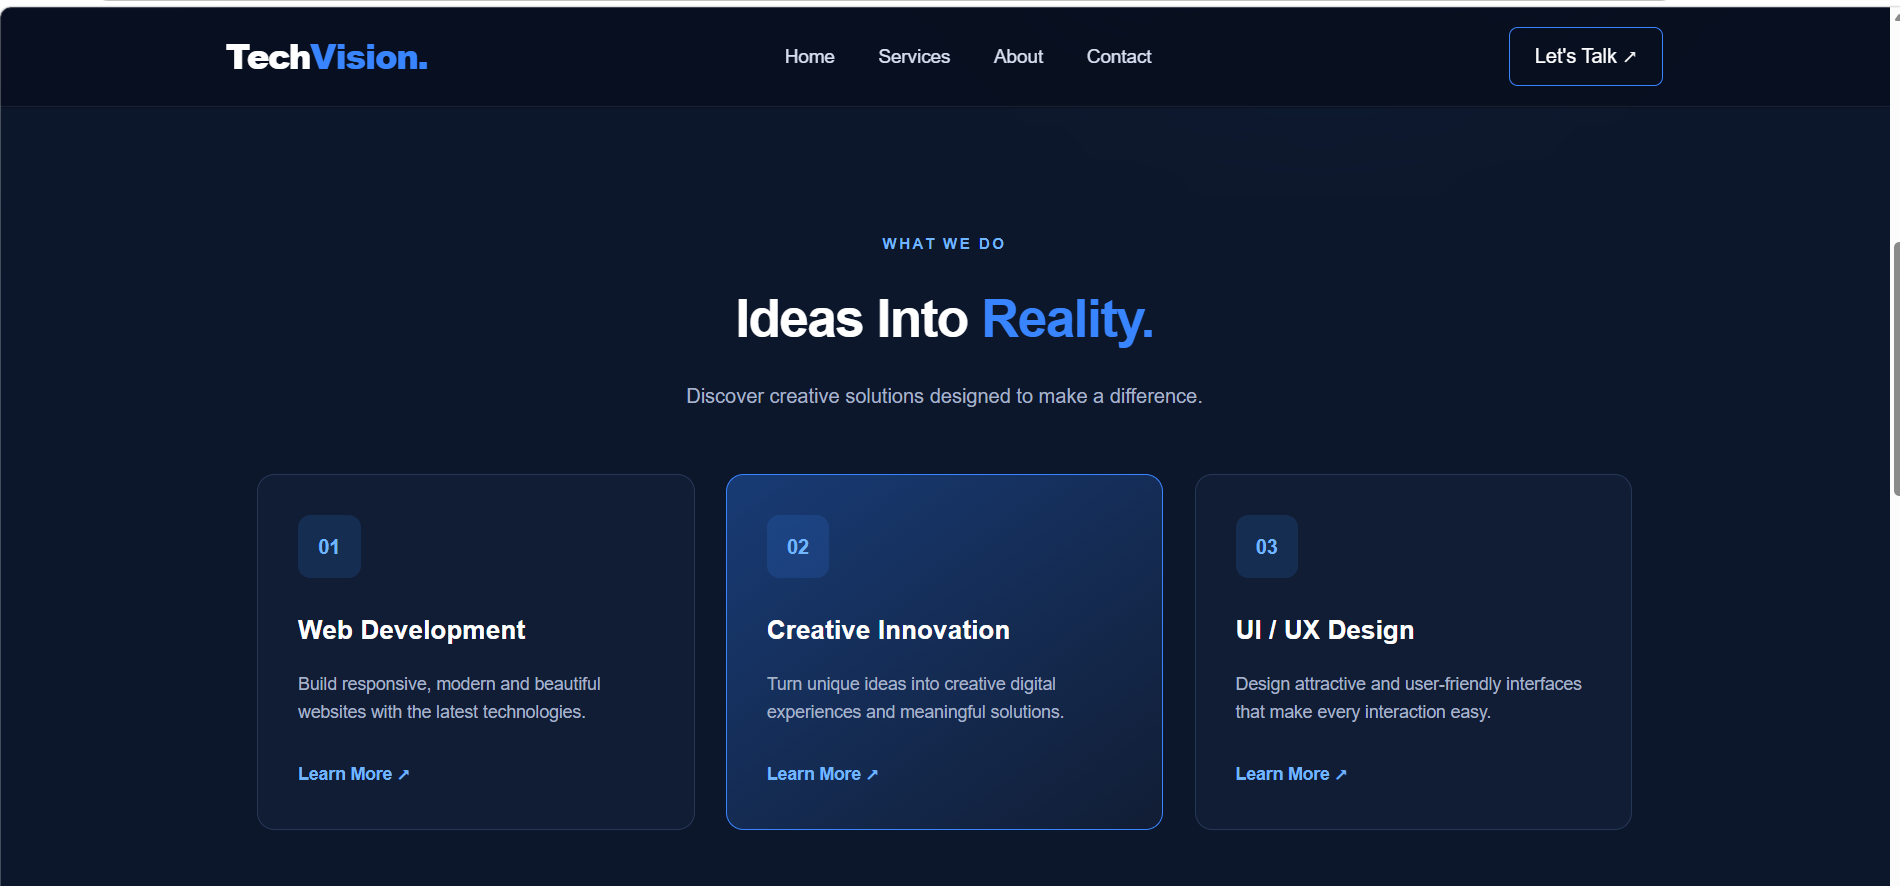 TechVision.
Home
Services
About
Contact
Let's Talk ↗
WHAT WE DO
Ideas Into Reality.
Discover creative solutions designed to make a difference.
01
Web Development
Build responsive, modern and beautiful
websites with the latest technologies.
Learn More ↗
02
Creative Innovation
Turn unique ideas into creative digital
experiences and meaningful solutions.
Learn More ↗
03
UI / UX Design
Design attractive and user-friendly interfaces
that make every interaction easy.
Learn More ↗